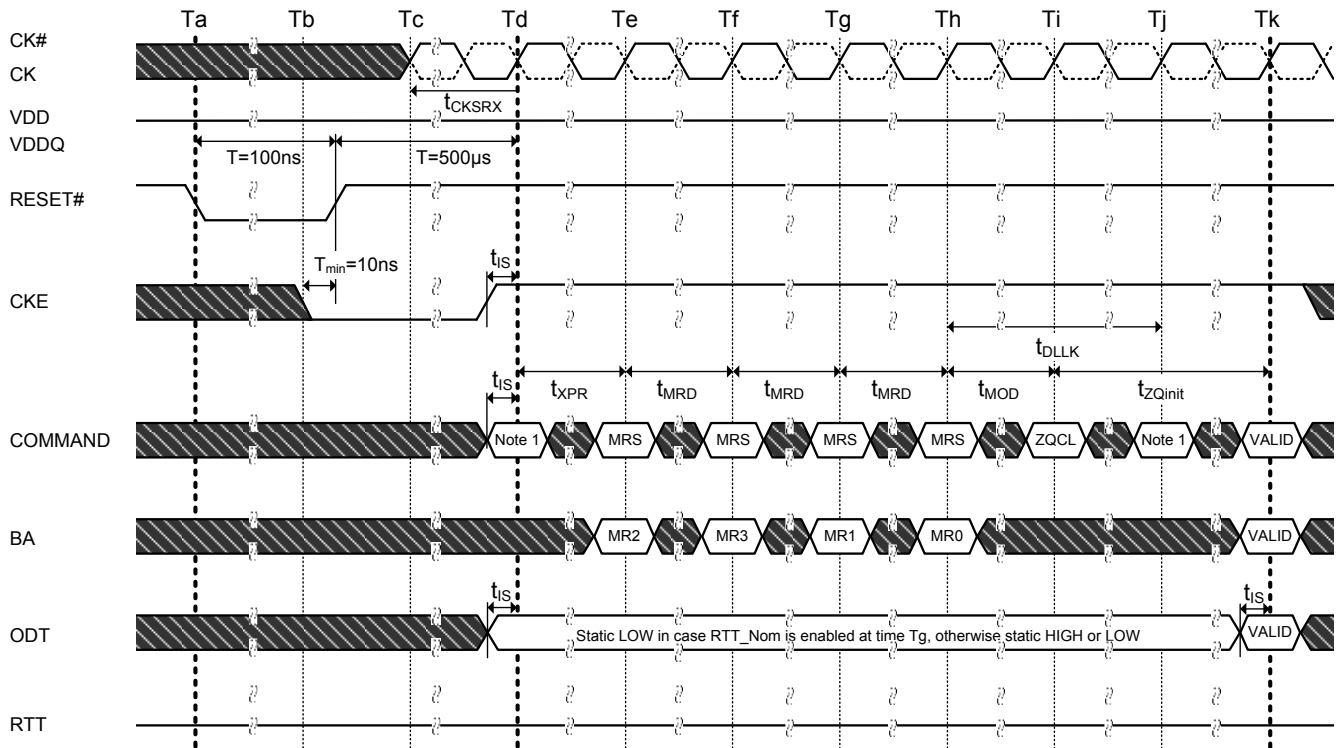 Ta Tb Tc Td Te Tf Tg Th Ti Tj Tk
CK#
CK
tCKSRX
VDD
VDDQ
T=100ns T=500µs
RESET#
Tmin=10ns tIS
CKE
tDLLK
tIS tXPR tMRD tMRD tMRD tMOD tZQinit
COMMAND Note 1 MRS MRS MRS MRS ZQCL Note 1 VALID
BA MR2 MR3 MR1 MR0 VALID
tIS tIS
ODT Static LOW in case RTT_Nom is enabled at time Tg, otherwise static HIGH or LOW VALID
RTT